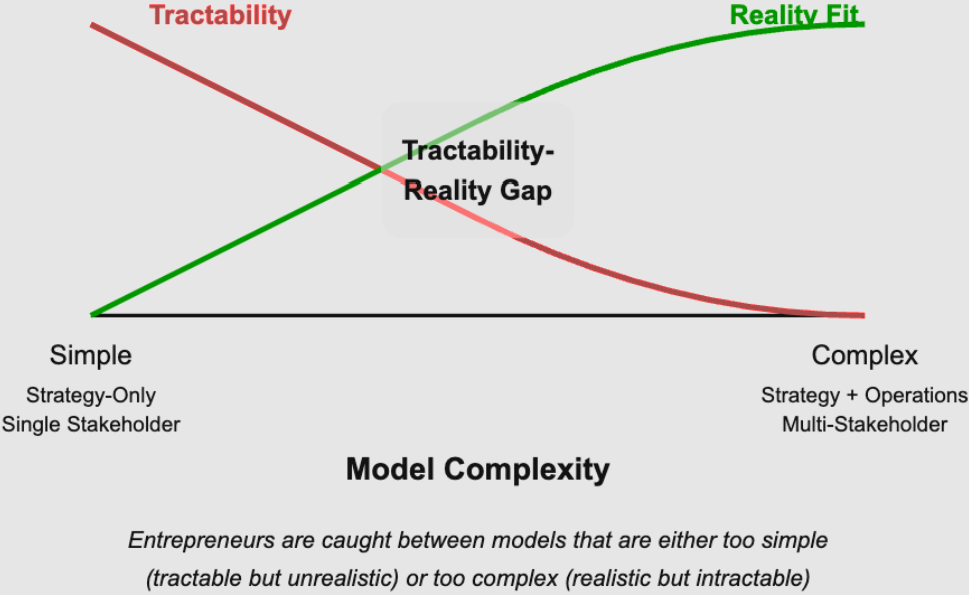 Tractability
Reality Fit
Tractability-
Reality Gap
Simple
Strategy-Only
Single Stakeholder
Complex
Strategy + Operations
Multi-Stakeholder
Model Complexity
Entrepreneurs are caught between models that are either too simple
(tractable but unrealistic) or too complex (realistic but intractable)